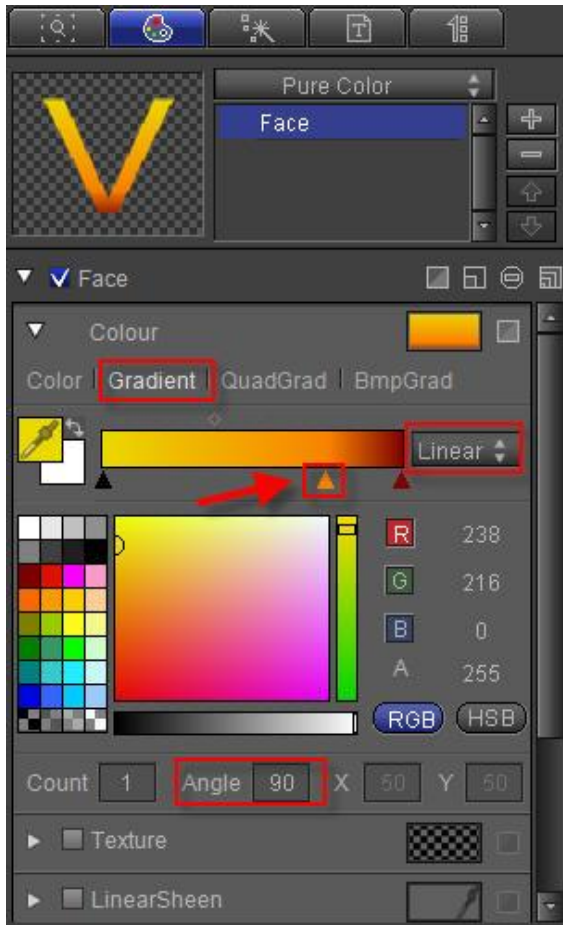 T
Pure Color
V
Face
Face
Colour
Color | Gradient | QuadGrad | BmpGrad
Linear
R 238
G 216
B 0
A 255
RGB HSB
Count 1 Angle 90 X 50 Y 50
Texture
LinearSheen